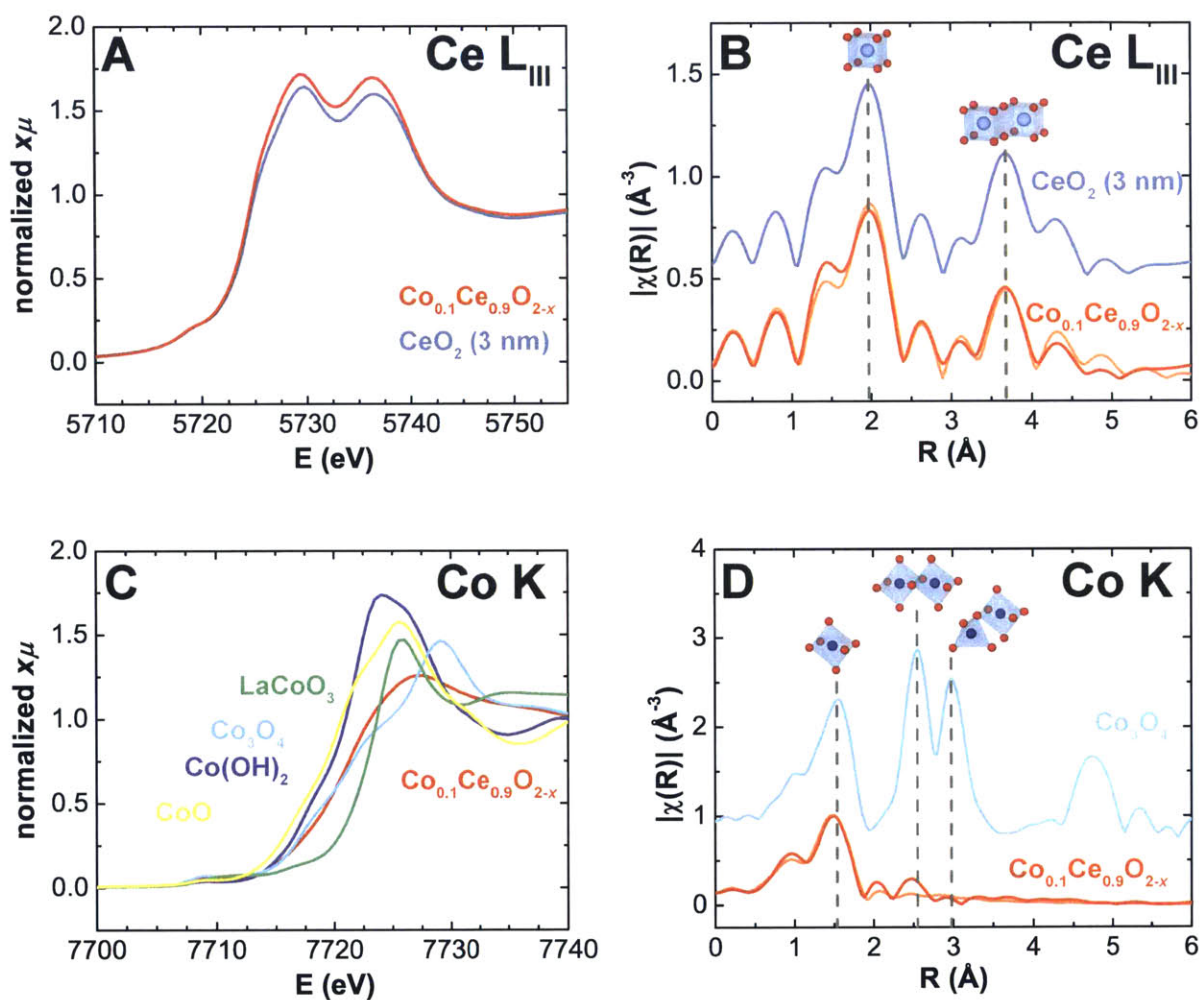 A
Ce L_III
2.0
1.5
1.0
0.5
0.0
normalized xμ
Co₀.₁Ce₀.₉O₂₋ₓ
CeO₂ (3 nm)
5710 5720 5730 5740 5750
E (eV)
B
Ce L_III
1.5
1.0
0.5
0.0
|χ(R)| (Å⁻³)
CeO₂ (3 nm)
Co₀.₁Ce₀.₉O₂₋ₓ
0 1 2 3 4 5 6
R (Å)
C
Co K
2.0
1.5
1.0
0.5
0.0
normalized xμ
LaCoO₃
Co₃O₄
Co(OH)₂
CoO
Co₀.₁Ce₀.₉O₂₋ₓ
7700 7710 7720 7730 7740
E (eV)
D
Co K
4
3
2
1
0
|χ(R)| (Å⁻³)
Co₃O₄
Co₀.₁Ce₀.₉O₂₋ₓ
0 1 2 3 4 5 6
R (Å)